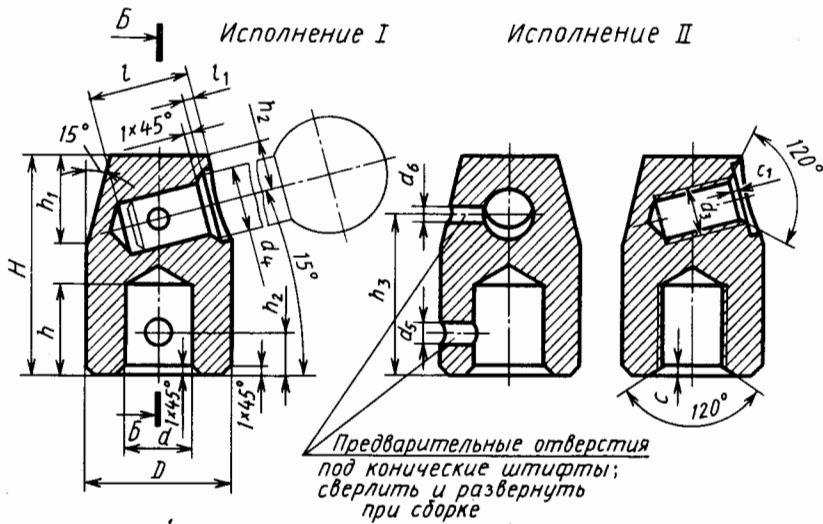 Исполнение I
Исполнение II
Б
l
l₁
1×45°
15°
h₂
h₁
H
h
d₄
15°
h₂
1×45°
1×45°
Б
d
D
d₆
h₃
d₅
120°
c₁
d₃
c
120°
Предварительные отверстия
под конические штифты;
сверлить и развернуть
при сборке